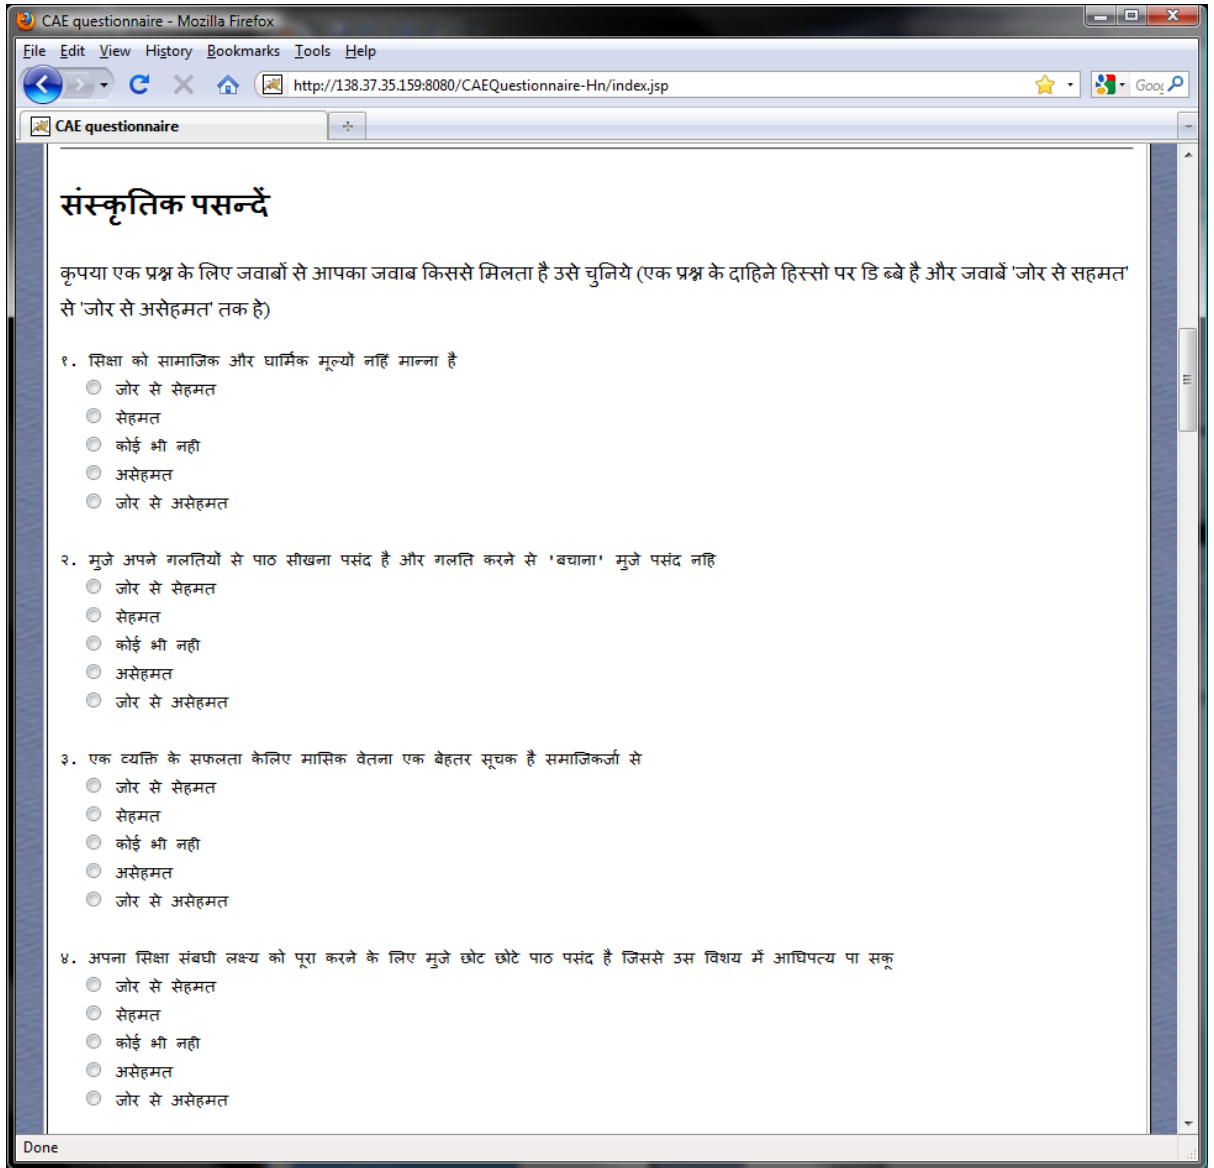 CAE questionnaire - Mozilla Firefox
File Edit View History Bookmarks Tools Help
http://138.37.35.159:8080/CAEQuestionnaire-Hn/index.jsp
CAE questionnaire
संस्कृतिक पसन्दें
कृपया एक प्रश्न के लिए जवाबों से आपका जवाब किससे मिलता है उसे चुनिये (एक प्रश्न के दाहिने हिस्सो पर डि ब्बे है और जवाबें 'जोर से सहमत'
से 'जोर से असेहमत' तक हे)
१. सिक्षा को सामाजिक और घार्मिक मूल्यों नहिं मान्ना है
जोर से सेहमत
सेहमत
कोई भी नही
असेहमत
जोर से असेहमत
२. मुजे अपने गलतियों से पाठ सीखना पसंद है और गलति करने से 'बचाना' मुजे पसंद नहि
जोर से सेहमत
सेहमत
कोई भी नही
असेहमत
जोर से असेहमत
३. एक व्यक्ति के सफलता केलिए मासिक वेतना एक बेहतर सूचक है समाजिकर्जा से
जोर से सेहमत
सेहमत
कोई भी नही
असेहमत
जोर से असेहमत
४. अपना सिक्षा संबघी लक्ष्य को पूरा करने के लिए मुजे छोट छोटे पाठ पसंद है जिससे उस विशय में आघिपत्य पा सकू
जोर से सेहमत
सेहमत
कोई भी नही
असेहमत
जोर से असेहमत
Done